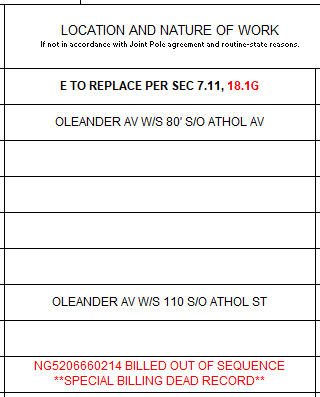 LOCATION AND NATURE OF WORK
If not in accordance with Joint Pole agreement and routine-state reasons.
E TO REPLACE PER SEC 7.11, 18.1G
OLEANDER AV W/S 80' S/O ATHOL AV
OLEANDER AV W/S 110 S/O ATHOL ST
NG5206660214 BILLED OUT OF SEQUENCE
**SPECIAL BILLING DEAD RECORD**